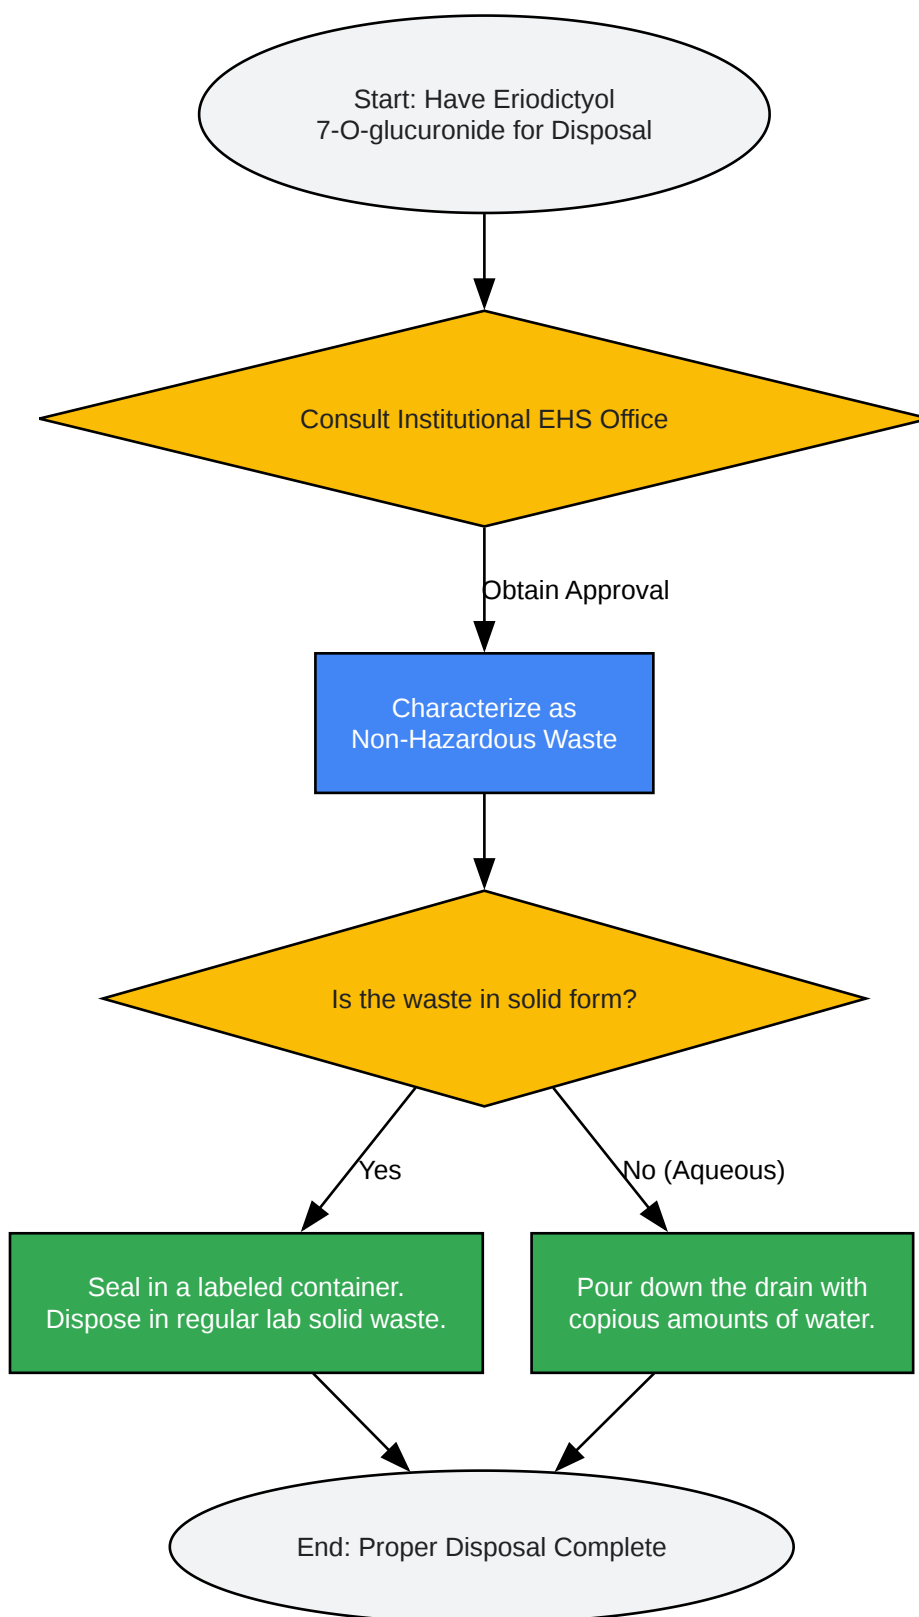 Start: Have Eriodictyol
7-O-glucuronide for Disposal
Consult Institutional EHS Office
Obtain Approval
Characterize as
Non-Hazardous Waste
Is the waste in solid form?
Yes
No (Aqueous)
Seal in a labeled container.
Dispose in regular lab solid waste.
Pour down the drain with
copious amounts of water.
End: Proper Disposal Complete